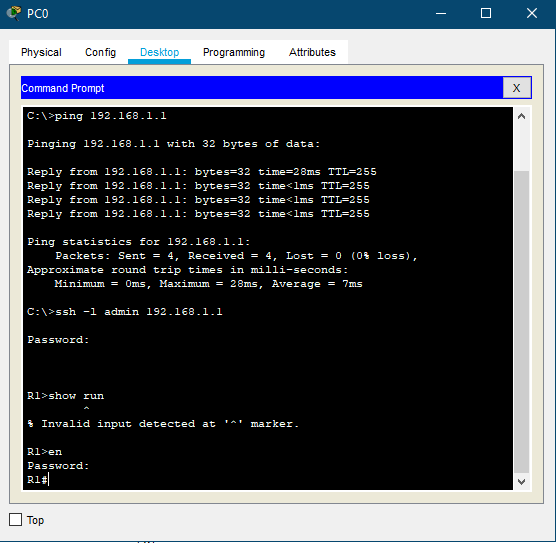 PC0
Physical Config Desktop Programming Attributes
Command Prompt
X
C:\>ping 192.168.1.1
Pinging 192.168.1.1 with 32 bytes of data:
Reply from 192.168.1.1: bytes=32 time=28ms TTL=255
Reply from 192.168.1.1: bytes=32 time<1ms TTL=255
Reply from 192.168.1.1: bytes=32 time<1ms TTL=255
Reply from 192.168.1.1: bytes=32 time<1ms TTL=255
Ping statistics for 192.168.1.1:
Packets: Sent = 4, Received = 4, Lost = 0 (0% loss),
Approximate round trip times in milli-seconds:
Minimum = 0ms, Maximum = 28ms, Average = 7ms
C:\>ssh -l admin 192.168.1.1
Password:
R1>show run
^
% Invalid input detected at '^' marker.
R1>en
Password:
R1#
Top